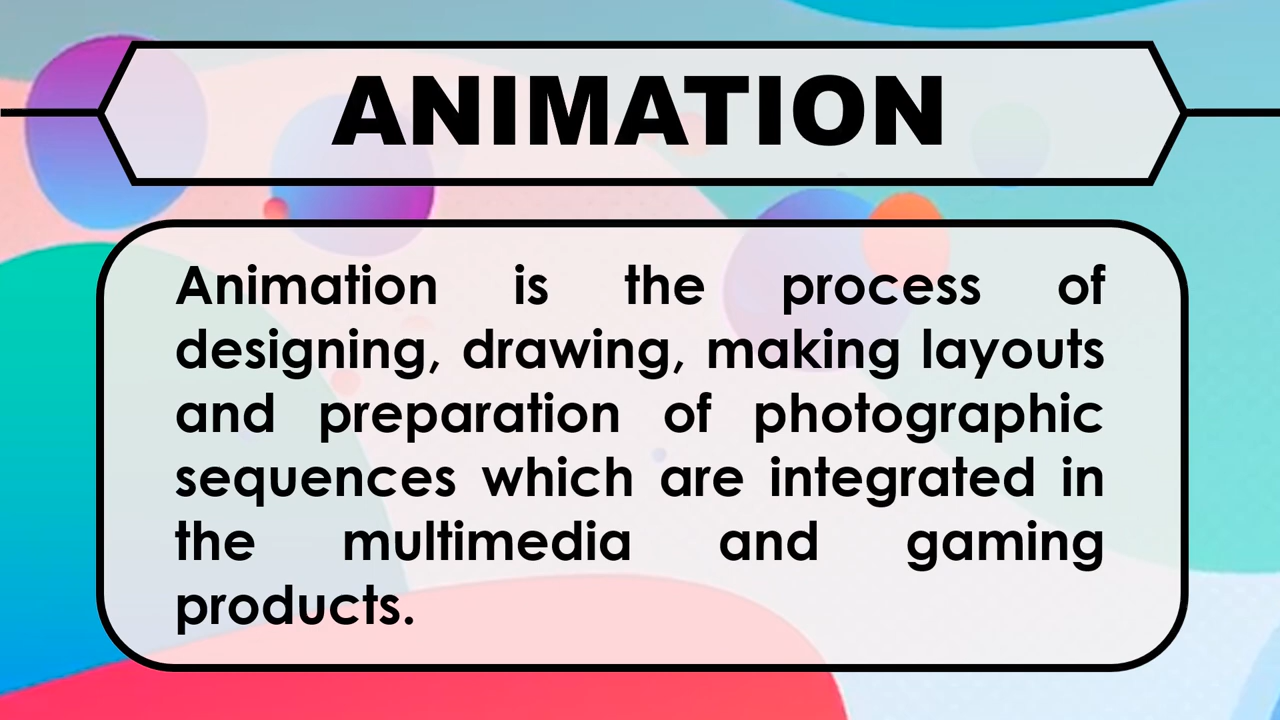 ANIMATION
Animation is the process of
designing, drawing, making layouts
and preparation of photographic
sequences which are integrated in
the multimedia and gaming
products.